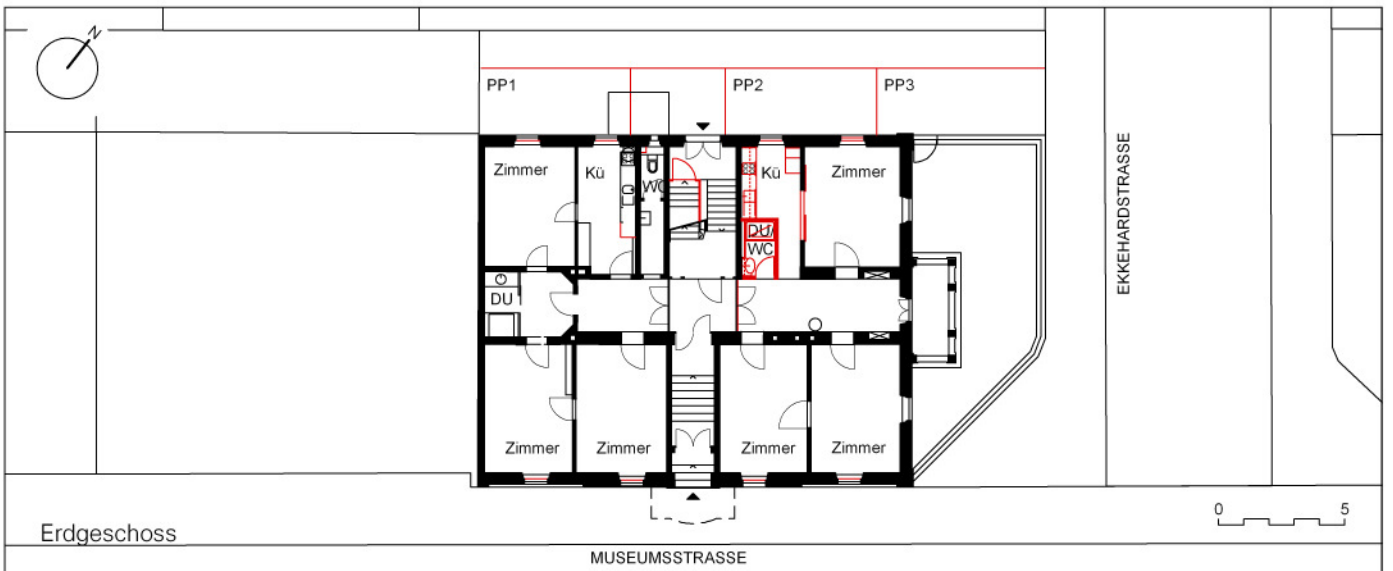 N
PP1
PP2
PP3
Zimmer
Kü
WC
Kü
Zimmer
DU/
WC
DU
Zimmer
Zimmer
Zimmer
Zimmer
EKKEHARDSTRASSE
0 5
Erdgeschoss
MUSEUMSSTRASSE